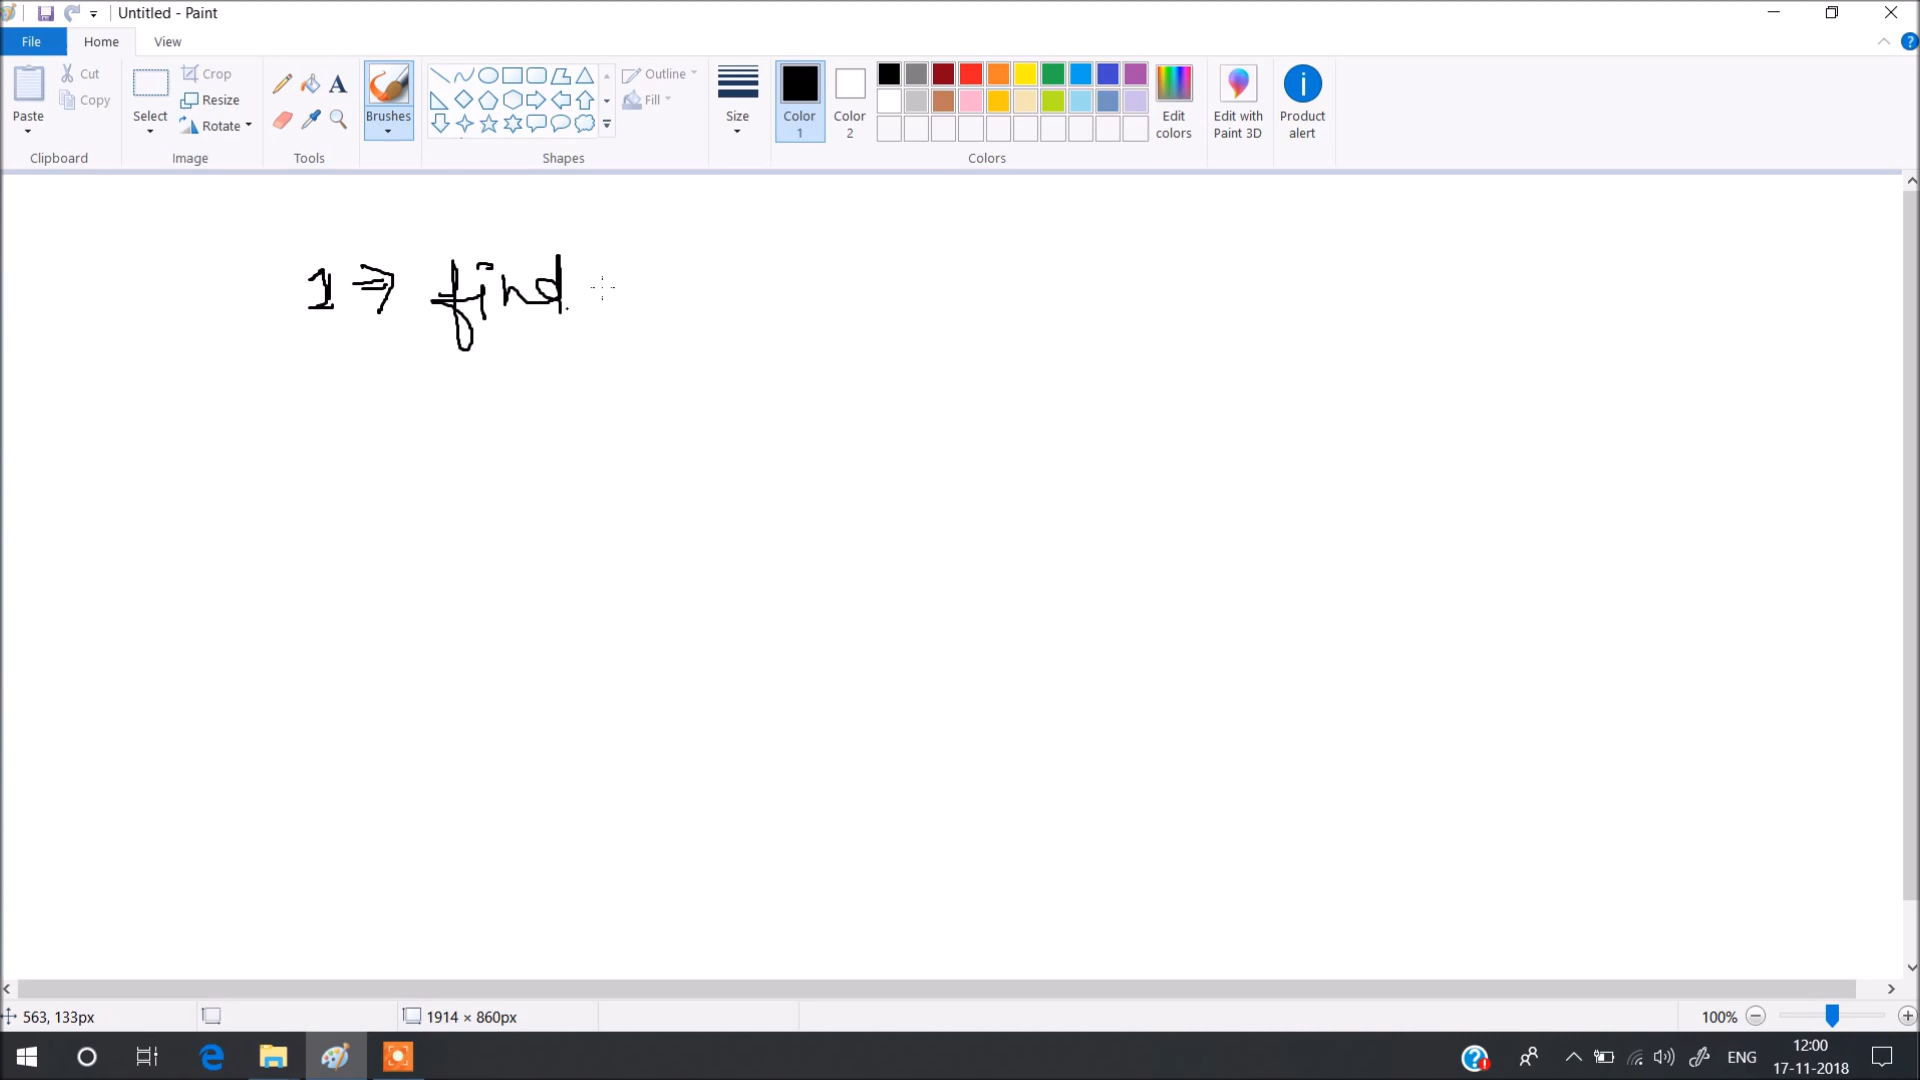 Untitled - Paint
File Home View
Paste Cut Copy Select Crop Resize Rotate Brushes Outline Fill Size Color 1 Color 2 Edit colors Edit with Paint 3D Product alert
Clipboard Image Tools Shapes Colors
1 ⇒ find
563, 133px 1914 × 860px 100%
ENG 12:00
17-11-2018